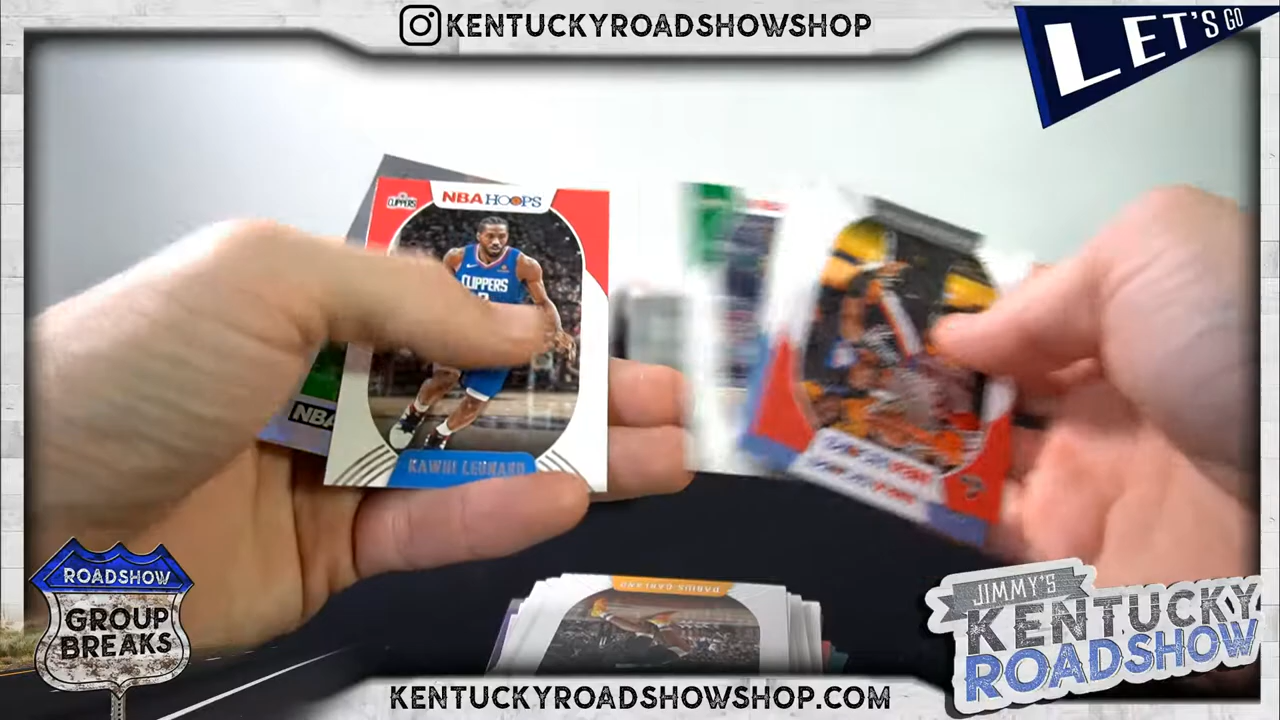 KENTUCKYROADSHOWSHOP
LET'S GO
CLIPPERS
NBA HOOPS
CLIPPERS
NBA
KAWHI LEONARD
DARIUS GARLAND
ROADSHOW
GROUP
BREAKS
JIMMY'S
KENTUCKY
ROADSHOW
KENTUCKYROADSHOWSHOP.COM